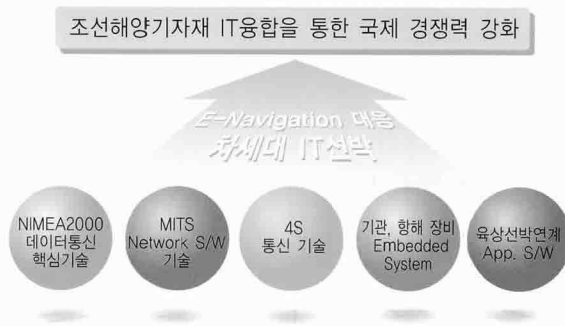 조선해양기자재 IT융합을 통한 국제 경쟁력 강화
E-Navigation 대응
차세대 IT선박
NIMEA2000
데이터통신
핵심기술
MITS
Network S/W
기술
4S
통신 기술
기관, 항해 장비
Embedded
System
육상선박연계
App. S/W